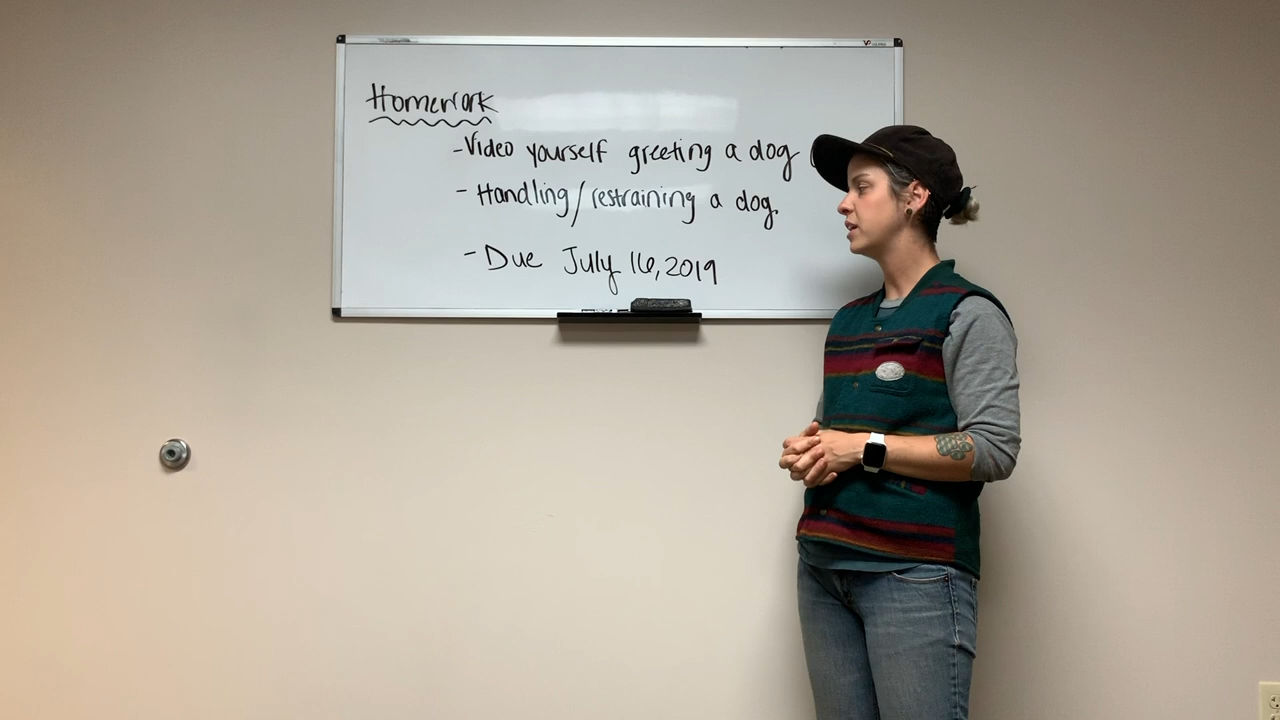 Homework
- Video yourself greeting a dog
- Handling/restraining a dog
- Due July 16, 2019